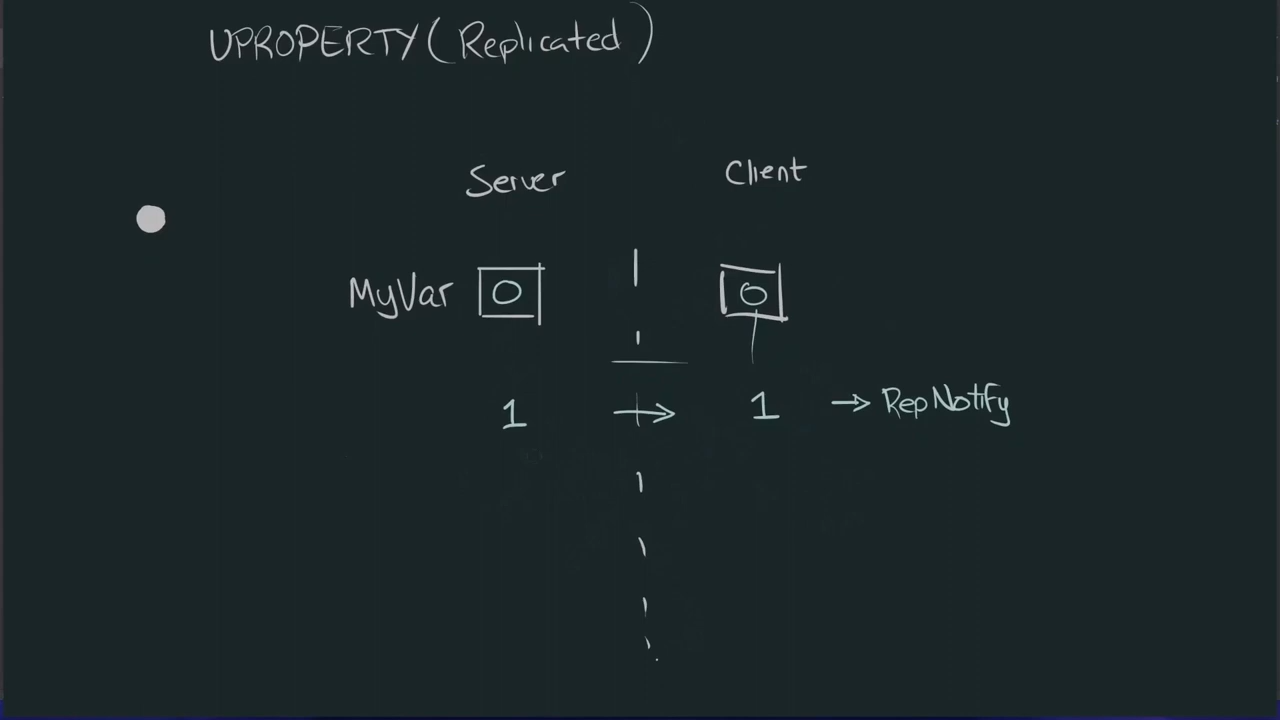 UPROPERTY(Replicated)
Server Client
MyVar 0 0
1 → 1 → RepNotify